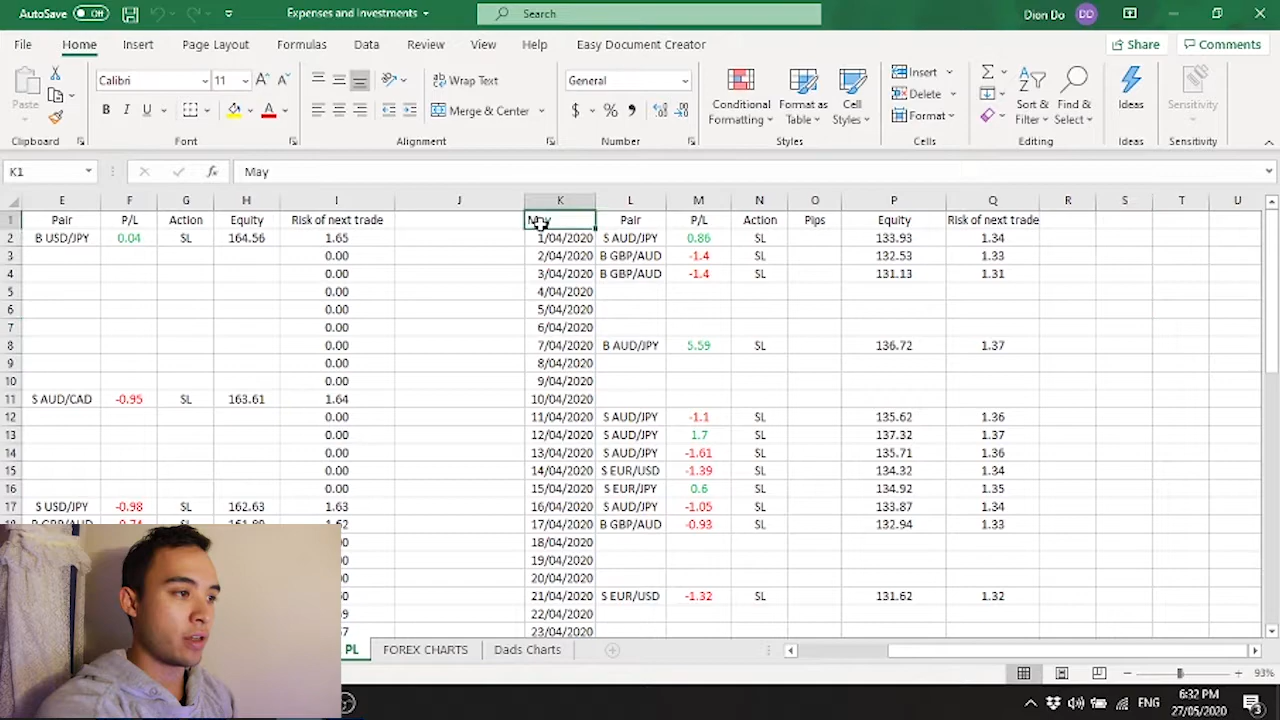 AutoSave Off Expenses and Investments Search Dion Do DD
File Home Insert Page Layout Formulas Data Review View Help Easy Document Creator Share Comments
Paste Calibri 11 Wrap Text General Conditional Formatting Format as Table Cell Styles Insert Sort & Filter Find & Select Ideas Sensitivity
B I U Merge & Center $ % Delete
Format
Clipboard Font Alignment Number Styles Cells Editing Ideas Sensitivity
K1 fx May
E F G H I J K L M N O P Q R S T U
1 Pair P/L Action Equity Risk of next trade May Pair P/L Action Pips Equity Risk of next trade
2 B USD/JPY 0.04 SL 164.56 1.65 1/04/2020 S AUD/JPY 0.86 SL 133.93 1.34
3 0.00 2/04/2020 B GBP/AUD -1.4 SL 132.53 1.33
4 0.00 3/04/2020 B GBP/AUD -1.4 SL 131.13 1.31
5 0.00 4/04/2020
6 0.00 5/04/2020
7 0.00 6/04/2020
8 0.00 7/04/2020 B AUD/JPY 5.59 SL 136.72 1.37
9 0.00 8/04/2020
10 0.00 9/04/2020
11 S AUD/CAD -0.95 SL 163.61 1.64 10/04/2020
12 0.00 11/04/2020 S AUD/JPY -1.1 SL 135.62 1.36
13 0.00 12/04/2020 S AUD/JPY 1.7 SL 137.32 1.37
14 0.00 13/04/2020 S AUD/JPY -1.61 SL 135.71 1.36
15 0.00 14/04/2020 S EUR/USD -1.39 SL 134.32 1.34
16 0.00 15/04/2020 S EUR/JPY 0.6 SL 134.92 1.35
17 S USD/JPY -0.98 SL 162.63 1.63 16/04/2020 S AUD/JPY -1.05 SL 133.87 1.34
17/04/2020 B GBP/AUD -0.93 SL 132.94 1.33
18/04/2020
19/04/2020
20/04/2020
21/04/2020 S EUR/USD -1.32 SL 131.62 1.32
22/04/2020
23/04/2020
PL FOREX CHARTS Dads Charts
93%
ENG 6:32 PM
27/05/2020 3